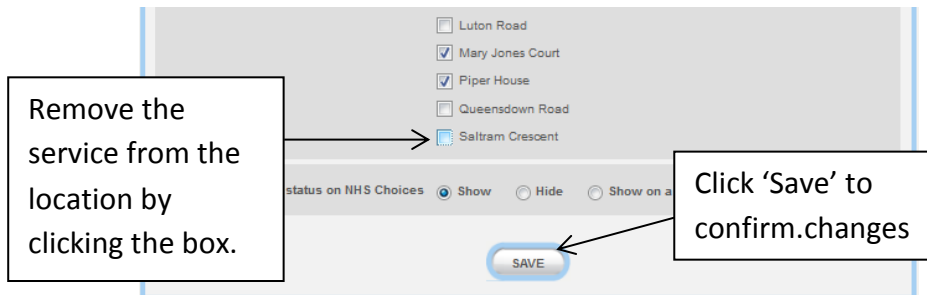 Luton Road
Mary Jones Court
Piper House
Queensdown Road
Saltram Crescent
Remove the
service from the
location by
clicking the box.
status on NHS Choices Show Hide Show on a
Click ‘Save’ to
confirm.changes
SAVE